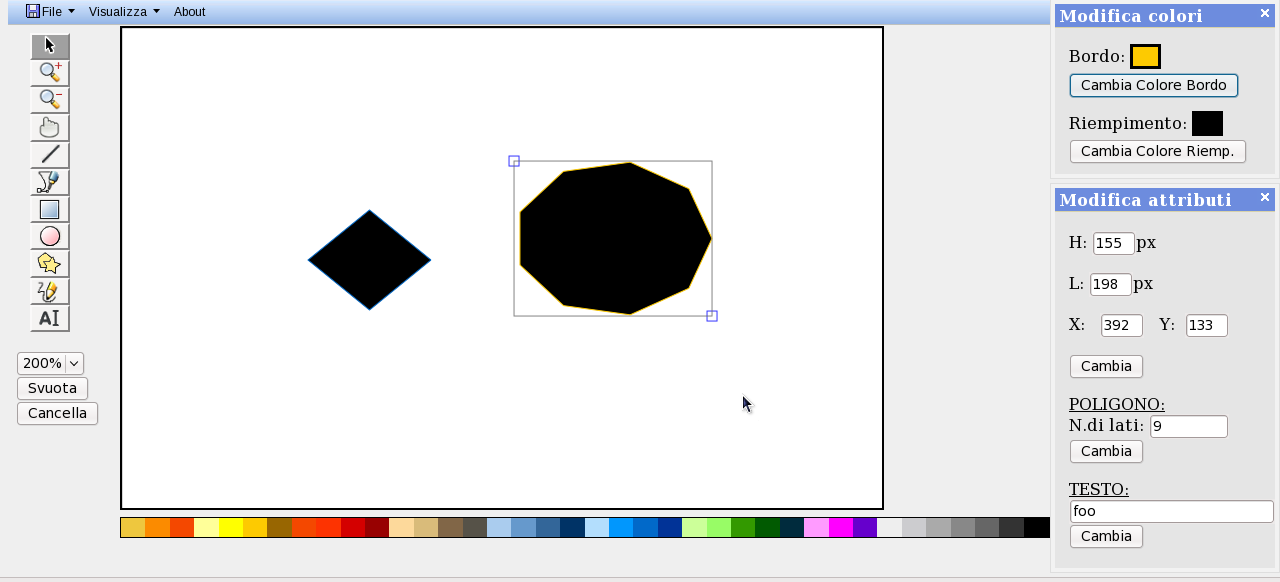 File Visualizza About
AI
200%
Svuota
Cancella
Modifica colori
Bordo:
Cambia Colore Bordo
Riempimento:
Cambia Colore Riemp.
Modifica attributi
H: 155 px
L: 198 px
X: 392 Y: 133
Cambia
POLIGONO:
N.di lati: 9
Cambia
TESTO:
foo
Cambia